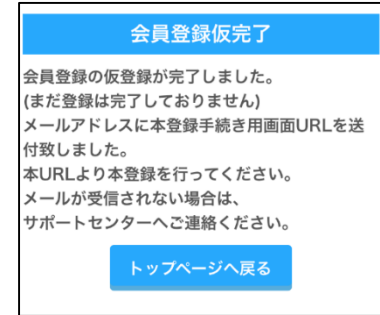 会員登録仮完了
会員登録の仮登録が完了しました。
(まだ登録は完了しておりません)
メールアドレスに本登録手続き用画面URLを送
付致しました。
本URLより本登録を行ってください。
メールが受信されない場合は、
サポートセンターへご連絡ください。
トップページへ戻る